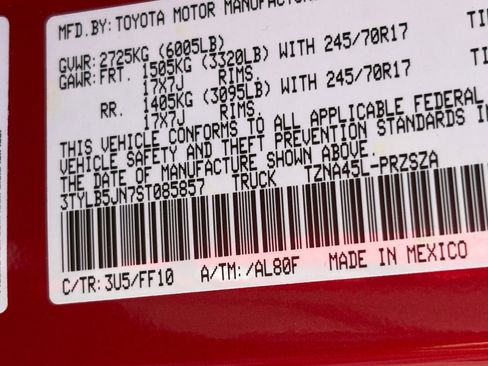 MFD.BY: TOYOTA MOTOR MANUFACTUR
GVWR: 2725KG (6005LB)
GAWR: FRT. 1505KG (3320LB) WITH 245/70R17
17x7J RIMS.
RR. 1405KG (3095LB) WITH 245/70R17
17x7J RIMS.
THIS VEHICLE CONFORMS TO ALL APPLICABLE FEDERAL
VEHICLE SAFETY AND THEFT PREVENTION STANDARDS IN
THE DATE OF MANUFACTURE SHOWN ABOVE.
3TYLB5JN7ST085857 TRUCK TZNA45L-PRZSZA
C/TR: 3U5/FF10 A/TM: /AL80F MADE IN MEXICO